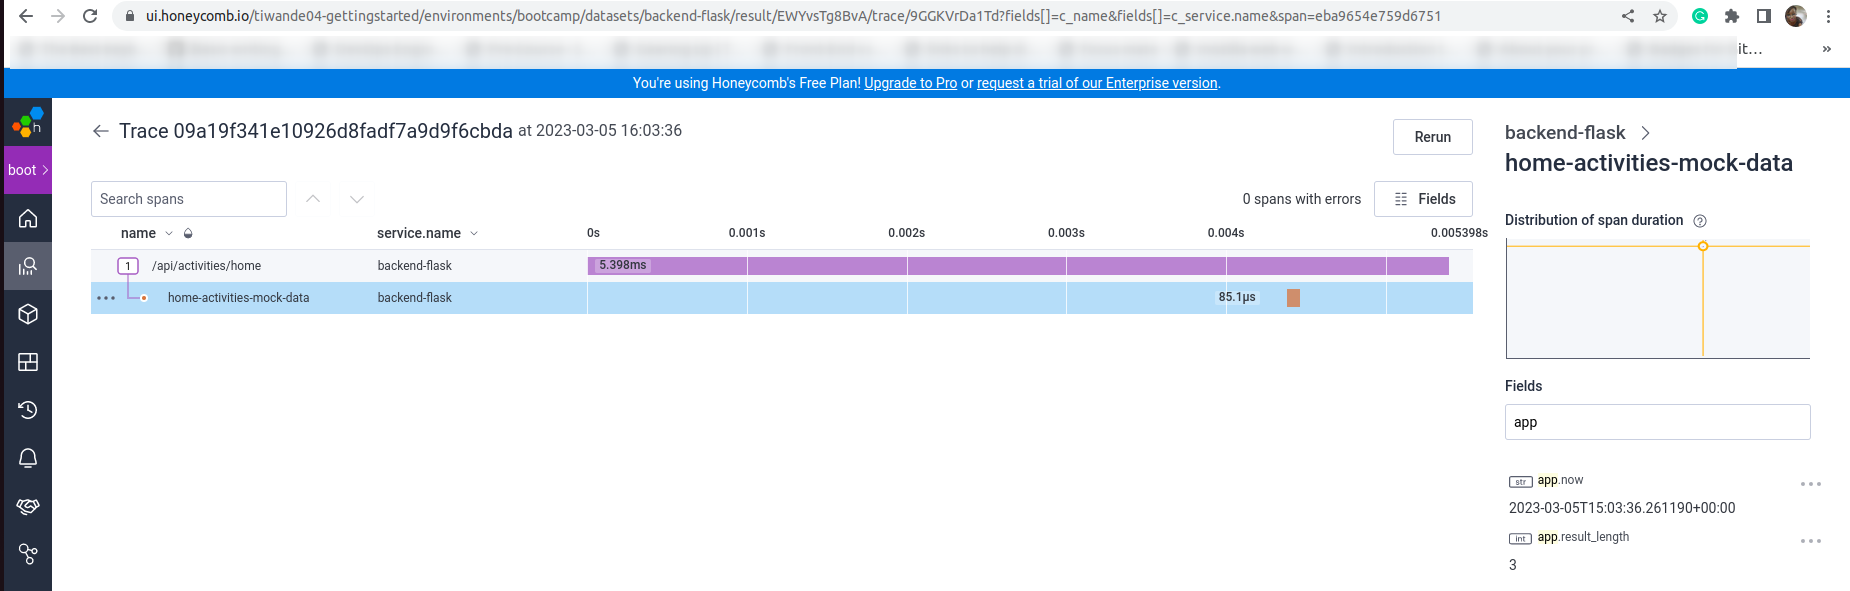 ui.honeycomb.io/tiwande04-gettingstarted/environments/bootcamp/datasets/backend-flask/result/EWYvsTg8BvA/trace/9GGKVrDa1Td?fields[]=c_name&fields[]=c_service.name&span=eba9654e759d6751
it...
»
You're using Honeycomb's Free Plan! Upgrade to Pro or request a trial of our Enterprise version.
h
boot >
Trace 09a19f341e10926d8fadf7a9d9f6cbda at 2023-03-05 16:03:36
Rerun
Search spans
0 spans with errors
Fields
name
service.name
0s
0.001s
0.002s
0.003s
0.004s
0.005398s
1
/api/activities/home
backend-flask
5.398ms
home-activities-mock-data
backend-flask
85.1µs
backend-flask >
home-activities-mock-data
Distribution of span duration ?
Fields
app
str app.now
2023-03-05T15:03:36.261190+00:00
int app.result_length
3